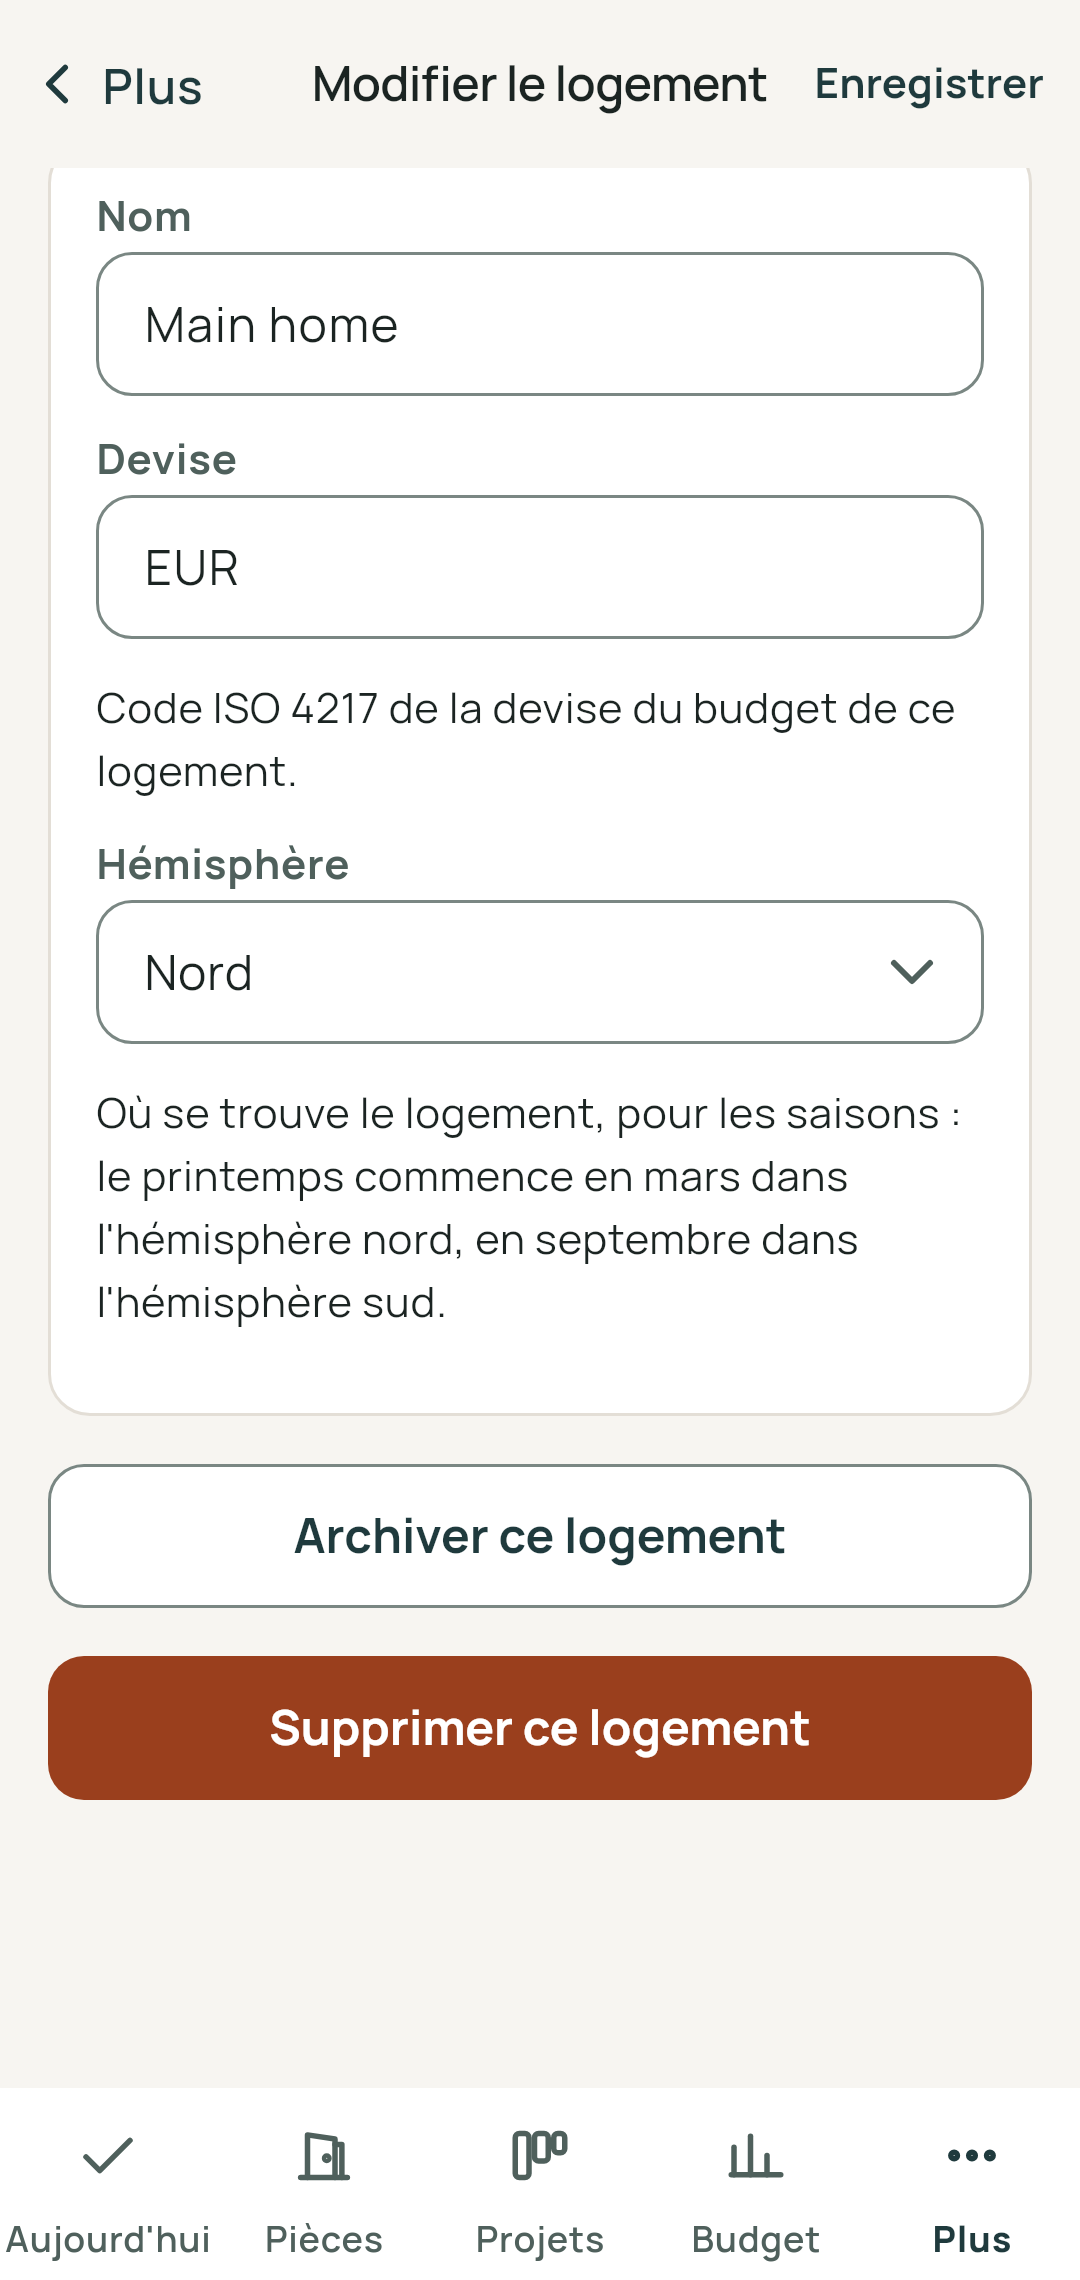 Plus
Modifier le logement
Enregistrer
Nom
Main home
Devise
EUR
Code ISO 4217 de la devise du budget de ce
logement.
Hémisphère
Nord
Où se trouve le logement, pour les saisons :
le printemps commence en mars dans
l'hémisphère nord, en septembre dans
l'hémisphère sud.
Archiver ce logement
Supprimer ce logement
Aujourd'hui
Pièces
Projets
Budget
Plus